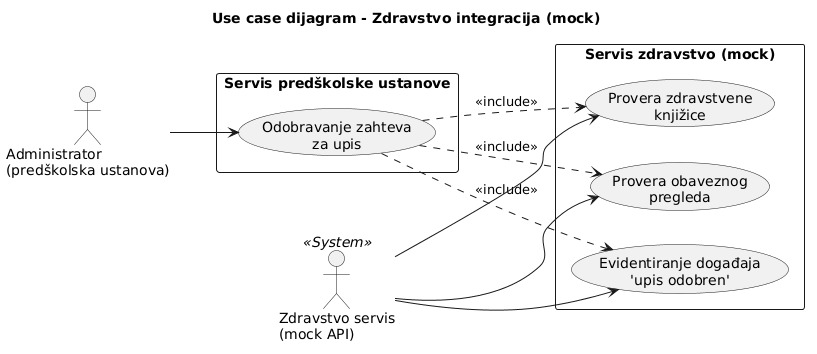 Use case dijagram - Zdravstvo integracija (mock)
Servis zdravstvo (mock)
Servis predškolske ustanove
«include»
Provera zdravstvene
knjižice
Odobravanje zahteva
za upis
Administrator
(predškolska ustanova)
«include»
Provera obaveznog
pregleda
«include»
«System»
Evidentiranje događaja
'upis odobren'
Zdravstvo servis
(mock API)